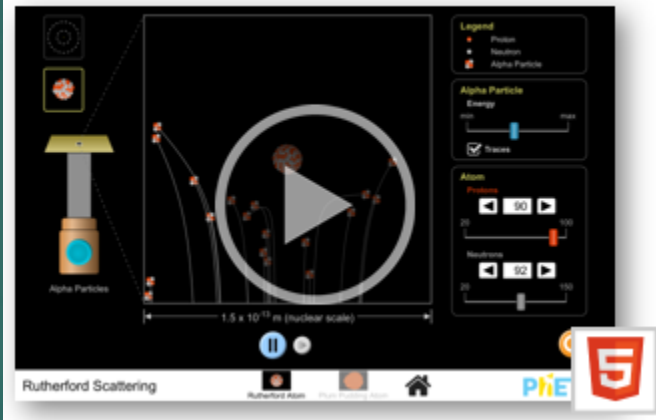 Legend
Proton
Neutron
Alpha Particle
Alpha Particle
Energy
min max
Traces
Atom
Protons
90
20 100
Neutrons
92
20 150
Alpha Particles
1.5 x 10⁻¹³ m (nuclear scale)
Rutherford Scattering
Rutherford Atom
Plum Pudding Atom
PhET
5